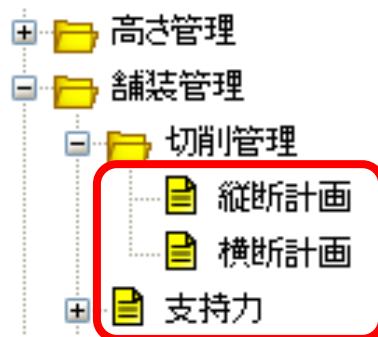 高さ管理
舗装管理
切削管理
縦断計画
横断計画
支持力